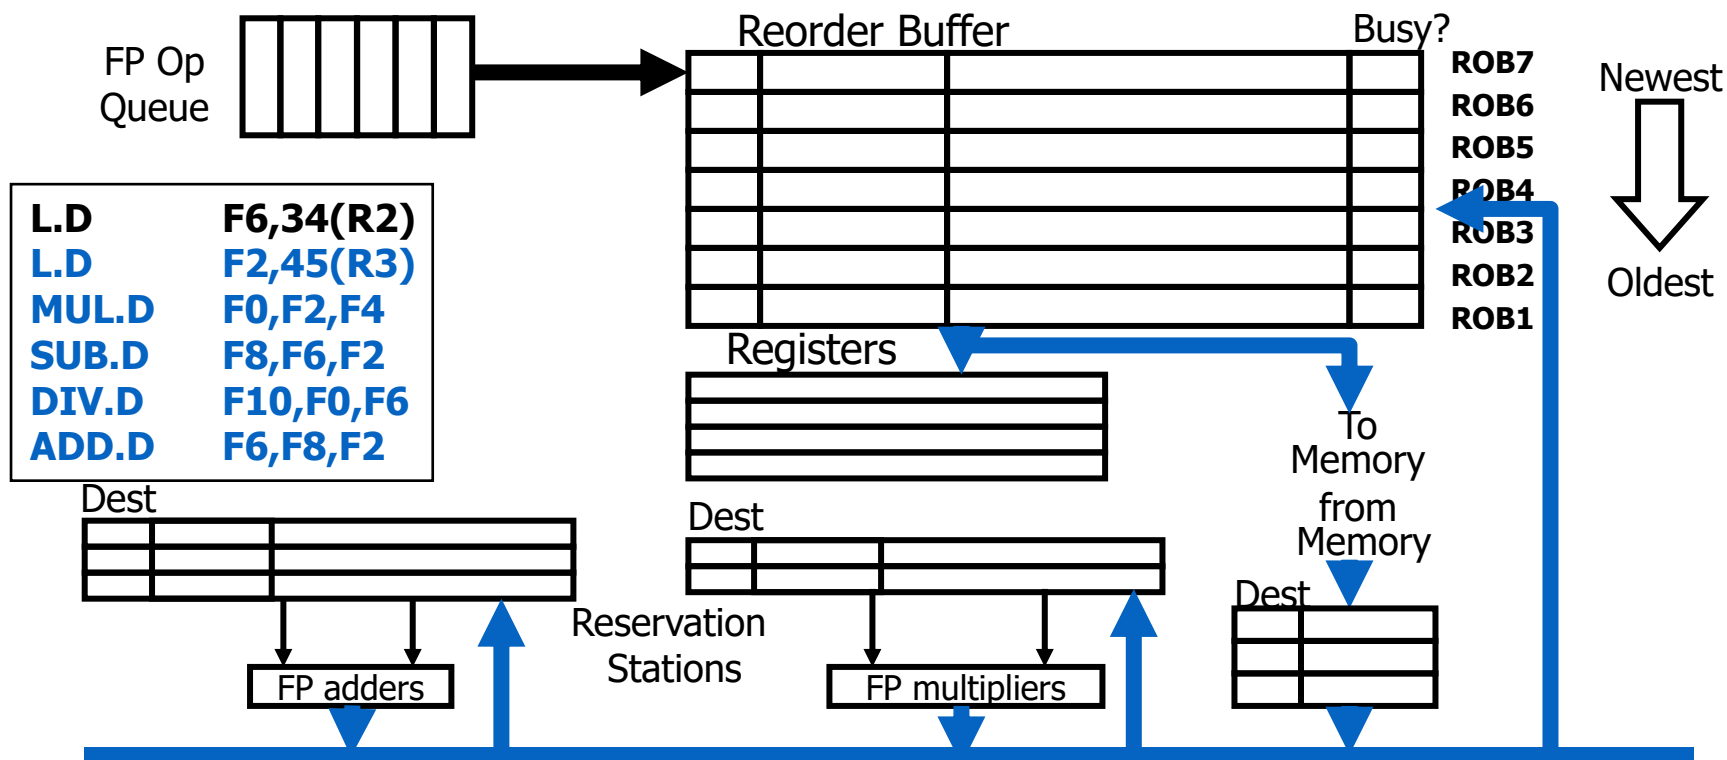 Reorder Buffer
Busy?
FP Op
Queue
ROB7
ROB6
ROB5
ROB4
ROB3
ROB2
ROB1
Newest
Oldest
L.D F6,34(R2)
L.D F2,45(R3)
MUL.D F0,F2,F4
SUB.D F8,F6,F2
DIV.D F10,F0,F6
ADD.D F6,F8,F2
Registers
To
Memory
from
Memory
Dest
Dest
Dest
Reservation
Stations
FP adders
FP multipliers